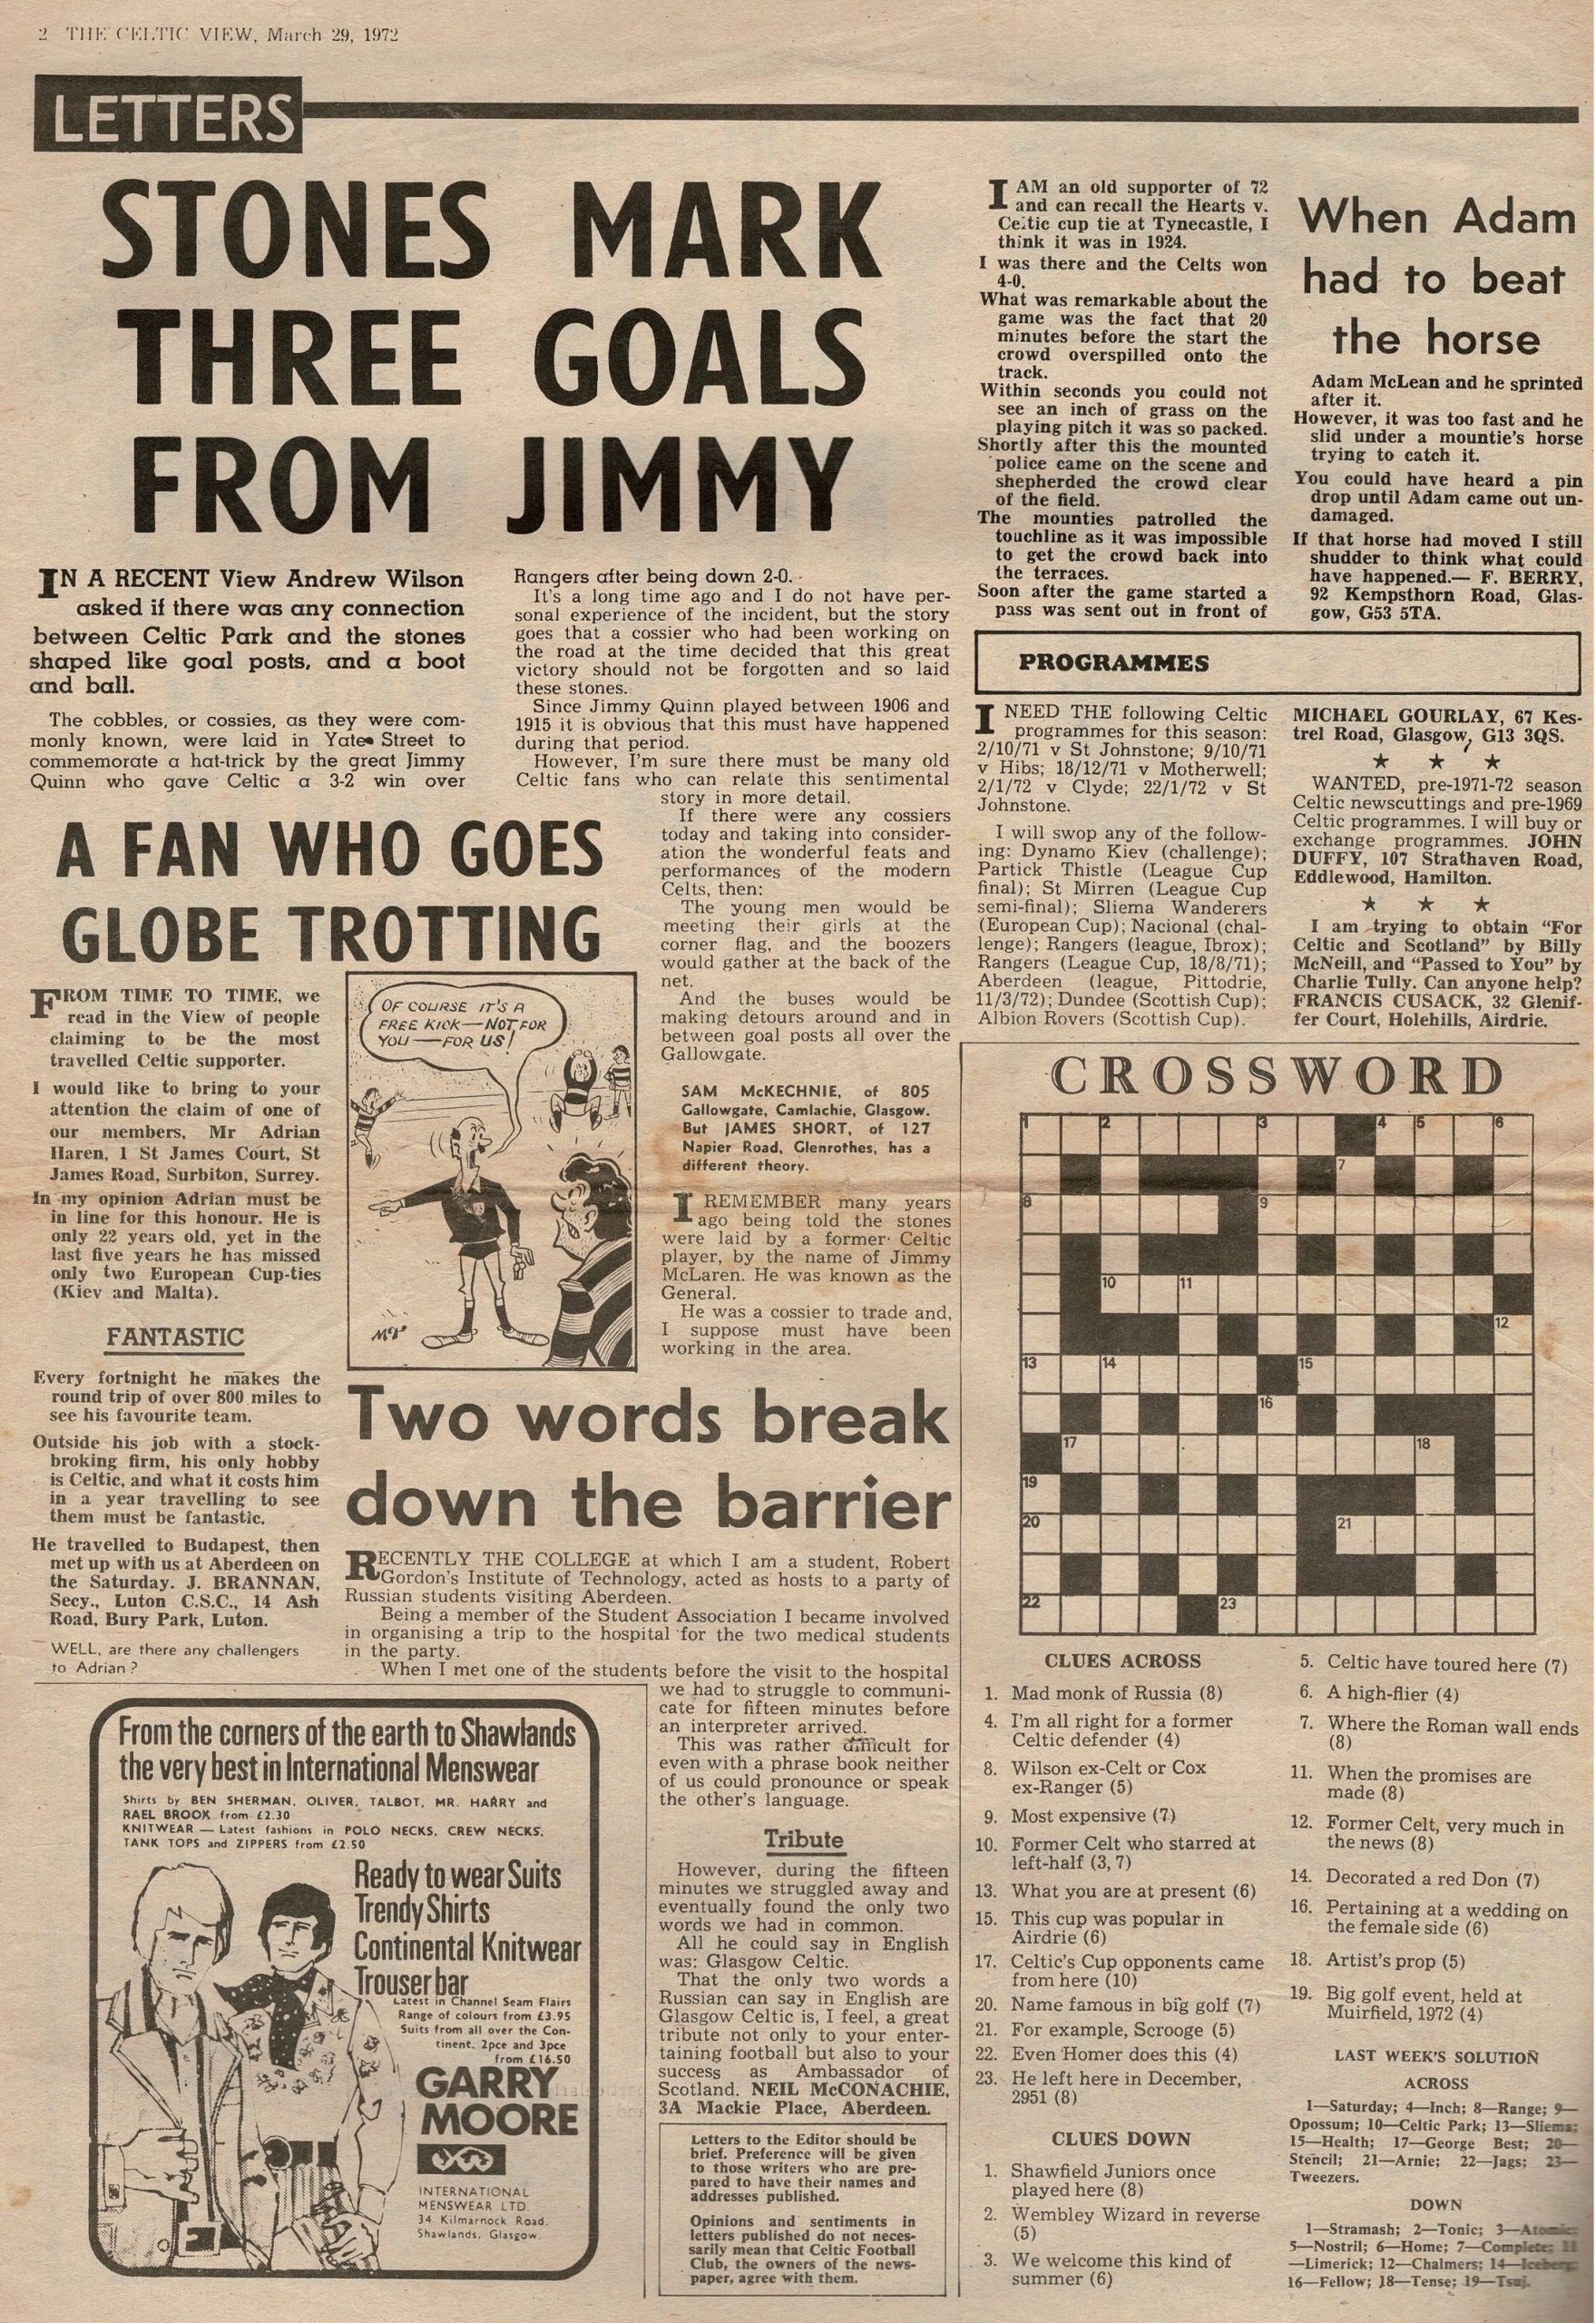 2 THE CELTIC VIEW, March 29, 1972
LETTERS
STONES MARK
THREE GOALS
FROM JIMMY
IN A RECENT View Andrew Wilson
asked if there was any connection
between Celtic Park and the stones
shaped like goal posts, and a boot
and ball.
The cobbles, or cossies, as they were com-
monly known, were laid in Yate Street to
commemorate a hat-trick by the great Jimmy
Quinn who gave Celtic a 3-2 win over
Rangers after being down 2-0.
It's a long time ago and I do not have per-
sonal experience of the incident, but the story
goes that a cossier who had been working on
the road at the time decided that this great
victory should not be forgotten and so laid
these stones.
Since Jimmy Quinn played between 1906 and
1915 it is obvious that this must have happened
during that period.
However, I'm sure there must be many old
Celtic fans who can relate this sentimental
story in more detail.
If there were any cossiers
today and taking into consider-
ation the wonderful feats and
performances of the modern
Celts, then:
The young men would be
meeting their girls at the
corner flag, and the boozers
would gather at the back of the
net.
And the buses would be
making detours around and in
between goal posts all over the
Gallowgate.
SAM McKECHNIE, of 805
Gallowgate, Camlachie, Glasgow.
But JAMES SHORT, of 127
Napier Road, Glenrothes, has a
different theory.
I REMEMBER many years
ago being told the stones
were laid by a former Celtic
player, by the name of Jimmy
McLaren. He was known as the
General.
He was a cossier to trade and,
I suppose must have been
working in the area.
A FAN WHO GOES
GLOBE TROTTING
FROM TIME TO TIME, we
read in the View of people
claiming to be the most
travelled Celtic supporter.
I would like to bring to your
attention the claim of one of
our members, Mr Adrian
Haren, 1 St James Court, St
James Road, Surbiton, Surrey.
In my opinion Adrian must be
in line for this honour. He is
only 22 years old, yet in the
last five years he has missed
only two European Cup-ties
(Kiev and Malta).
FANTASTIC
Every fortnight he makes the
round trip of over 800 miles to
see his favourite team.
Outside his job with a stock-
broking firm, his only hobby
is Celtic, and what it costs him
in a year travelling to see
them must be fantastic.
He travelled to Budapest, then
met up with us at Aberdeen on
the Saturday. J. BRANNAN,
Secy., Luton C.S.C., 14 Ash
Road, Bury Park, Luton.
WELL, are there any challengers
to Adrian?
OF COURSE IT'S A
FREE KICK—NOT FOR
YOU—FOR US!
Two words break
down the barrier
RECENTLY THE COLLEGE at which I am a student, Robert
Gordon's Institute of Technology, acted as hosts to a party of
Russian students visiting Aberdeen.
Being a member of the Student Association I became involved
in organising a trip to the hospital for the two medical students
in the party.
When I met one of the students before the visit to the hospital
we had to struggle to communi-
cate for fifteen minutes before
an interpreter arrived.
This was rather difficult for
even with a phrase book neither
of us could pronounce or speak
the other's language.
Tribute
However, during the fifteen
minutes we struggled away and
eventually found the only two
words we had in common.
All he could say in English
was: Glasgow Celtic.
That the only two words a
Russian can say in English are
Glasgow Celtic is, I feel, a great
tribute not only to your enter-
taining football but also to your
success as Ambassador of
Scotland. NEIL McCONACHIE,
3A Mackie Place, Aberdeen.
Letters to the Editor should be
brief. Preference will be given
to those writers who are pre-
pared to have their names and
addresses published.
Opinions and sentiments in
letters published do not neces-
sarily mean that Celtic Football
Club, the owners of the news-
paper, agree with them.
From the corners of the earth to Shawlands
the very best in International Menswear
Shirts by BEN SHERMAN, OLIVER, TALBOT, MR. HARRY and
RAEL BROOK from £2.30
KNITWEAR — Latest fashions in POLO NECKS, CREW NECKS,
TANK TOPS and ZIPPERS from £2.50
Ready to wear Suits
Trendy Shirts
Continental Knitwear
Trouser bar
Latest in Channel Seam Flairs
Range of colours from £3.95
Suits from all over the Con-
tinent. 2pce and 3pce
from £16.50
GARRY
MOORE
INTERNATIONAL
MENSWEAR LTD.
34 Kilmarnock Road,
Shawlands, Glasgow.
I AM an old supporter of 72
and can recall the Hearts v.
Celtic cup tie at Tynecastle, I
think it was in 1924.
I was there and the Celts won
4-0.
What was remarkable about the
game was the fact that 20
minutes before the start the
crowd overspilled onto the
track.
Within seconds you could not
see an inch of grass on the
playing pitch it was so packed.
Shortly after this the mounted
police came on the scene and
shepherded the crowd clear
of the field.
The mounties patrolled the
touchline as it was impossible
to get the crowd back into
the terraces.
Soon after the game started a
pass was sent out in front of
When Adam
had to beat
the horse
Adam McLean and he sprinted
after it.
However, it was too fast and he
slid under a mountie's horse
trying to catch it.
You could have heard a pin
drop until Adam came out un-
damaged.
If that horse had moved I still
shudder to think what could
have happened.— F. BERRY,
92 Kempsthorn Road, Glas-
gow, G53 5TA.
PROGRAMMES
I NEED THE following Celtic
programmes for this season:
2/10/71 v St Johnstone; 9/10/71
v Hibs; 18/12/71 v Motherwell;
2/1/72 v Clyde; 22/1/72 v St
Johnstone.
I will swop any of the follow-
ing: Dynamo Kiev (challenge);
Partick Thistle (League Cup
final); St Mirren (League Cup
semi-final); Sliema Wanderers
(European Cup); Nacional (chal-
lenge); Rangers (league, Ibrox);
Rangers (League Cup, 18/8/71);
Aberdeen (league, Pittodrie,
11/3/72); Dundee (Scottish Cup);
Albion Rovers (Scottish Cup).
MICHAEL GOURLAY, 67 Kes-
trel Road, Glasgow, G13 3QS.
★ ★ ★
WANTED, pre-1971-72 season
Celtic newscuttings and pre-1969
Celtic programmes. I will buy or
exchange programmes. JOHN
DUFFY, 107 Strathaven Road,
Eddlewood, Hamilton.
★ ★ ★
I am trying to obtain "For
Celtic and Scotland" by Billy
McNeill, and "Passed to You" by
Charlie Tully. Can anyone help?
FRANCIS CUSACK, 32 Glenif-
fer Court, Holehills, Airdrie.
CROSSWORD
1 2 3 4 5 6
7
8 9
10 11
12
13 14 15
16
17 18
19
20 21
22 23
CLUES ACROSS
1. Mad monk of Russia (8)
4. I'm all right for a former
Celtic defender (4)
8. Wilson ex-Celt or Cox
ex-Ranger (5)
9. Most expensive (7)
10. Former Celt who starred at
left-half (3, 7)
13. What you are at present (6)
15. This cup was popular in
Airdrie (6)
17. Celtic's Cup opponents came
from here (10)
20. Name famous in big golf (7)
21. For example, Scrooge (5)
22. Even Homer does this (4)
23. He left here in December,
2951 (8)
CLUES DOWN
1. Shawfield Juniors once
played here (8)
2. Wembley Wizard in reverse
(5)
3. We welcome this kind of
summer (6)
5. Celtic have toured here (7)
6. A high-flier (4)
7. Where the Roman wall ends
(8)
11. When the promises are
made (8)
12. Former Celt, very much in
the news (8)
14. Decorated a red Don (7)
16. Pertaining at a wedding on
the female side (6)
18. Artist's prop (5)
19. Big golf event, held at
Muirfield, 1972 (4)
LAST WEEK'S SOLUTION
ACROSS
1—Saturday; 4—Inch; 8—Range; 9—
Opossum; 10—Celtic Park; 13—Sliema;
15—Health; 17—George Best; 20—
Stencil; 21—Arnie; 22—Jags; 23—
Tweezers.
DOWN
1—Stramash; 2—Tonic; 3—Atomic;
5—Nostril; 6—Home; 7—Complete; 11
—Limerick; 12—Chalmers; 14—Iceberg;
16—Fellow; 18—Tense; 19—